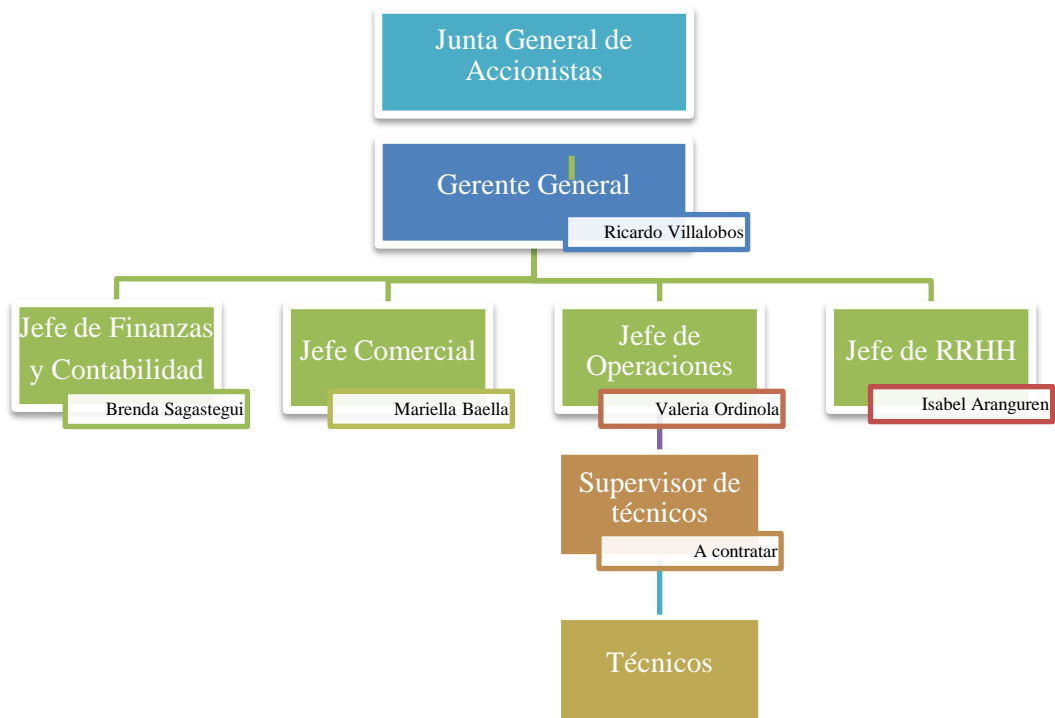 Junta General de
Accionistas
Gerente General
Ricardo Villalobos
Jefe de Finanzas
y Contabilidad
Brenda Sagastegui
Jefe Comercial
Mariella Baella
Jefe de
Operaciones
Valeria Ordinola
Jefe de RRHH
Isabel Aranguren
Supervisor de
técnicos
A contratar
Técnicos